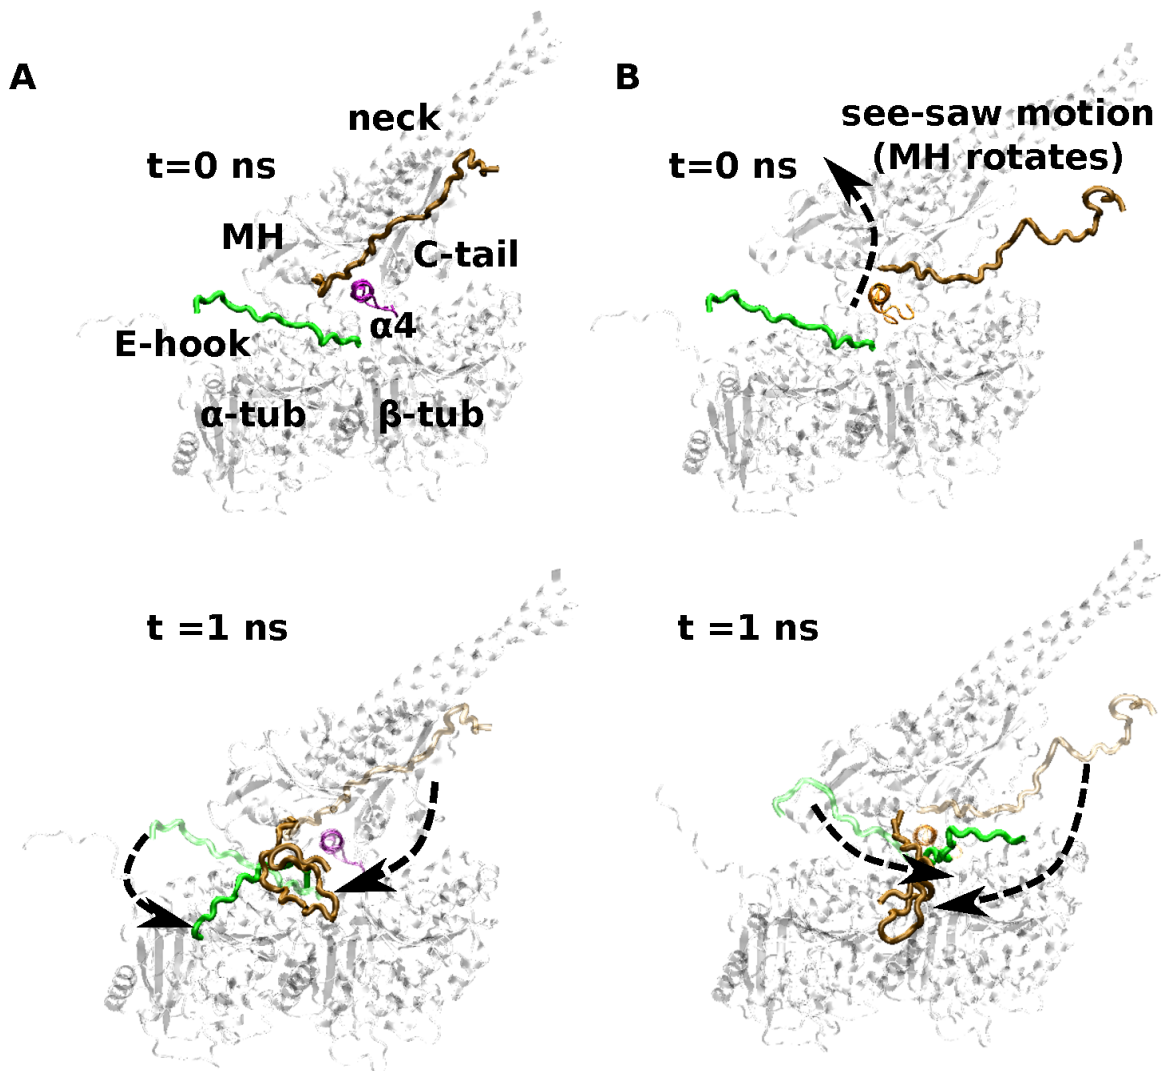 A
B
neck
see-saw motion
(MH rotates)
t=0 ns
t=0 ns
MH
C-tail
E-hook
α4
α-tub
β-tub
t =1 ns
t =1 ns